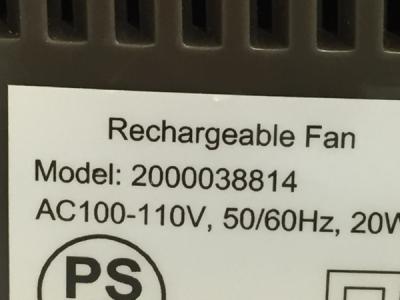 Rechargeable Fan
Model: 2000038814
AC100-110V, 50/60Hz, 20W
PS